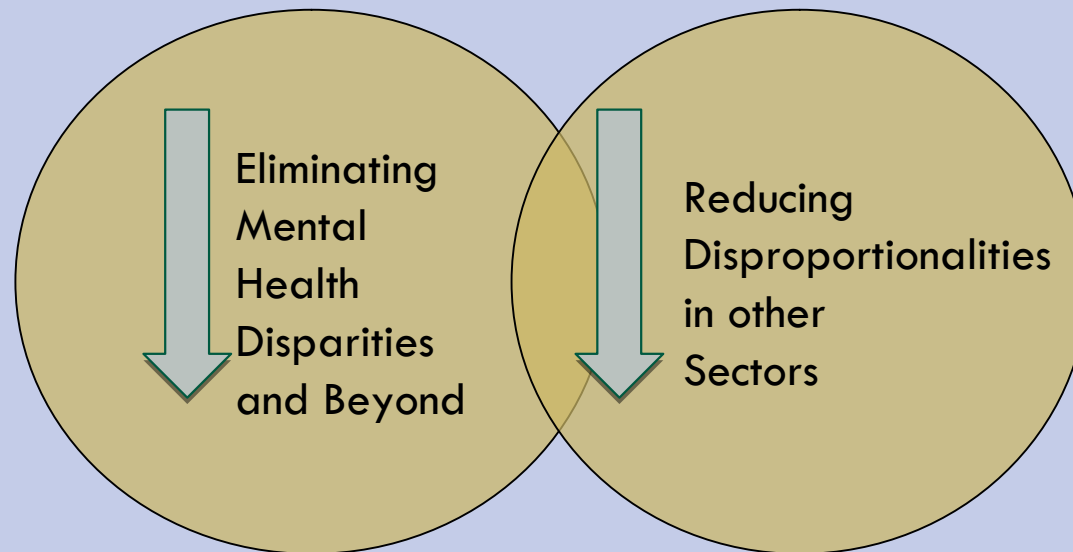 Eliminating
Mental
Health
Disparities
and Beyond
Reducing
Disproportionalities
in other
Sectors